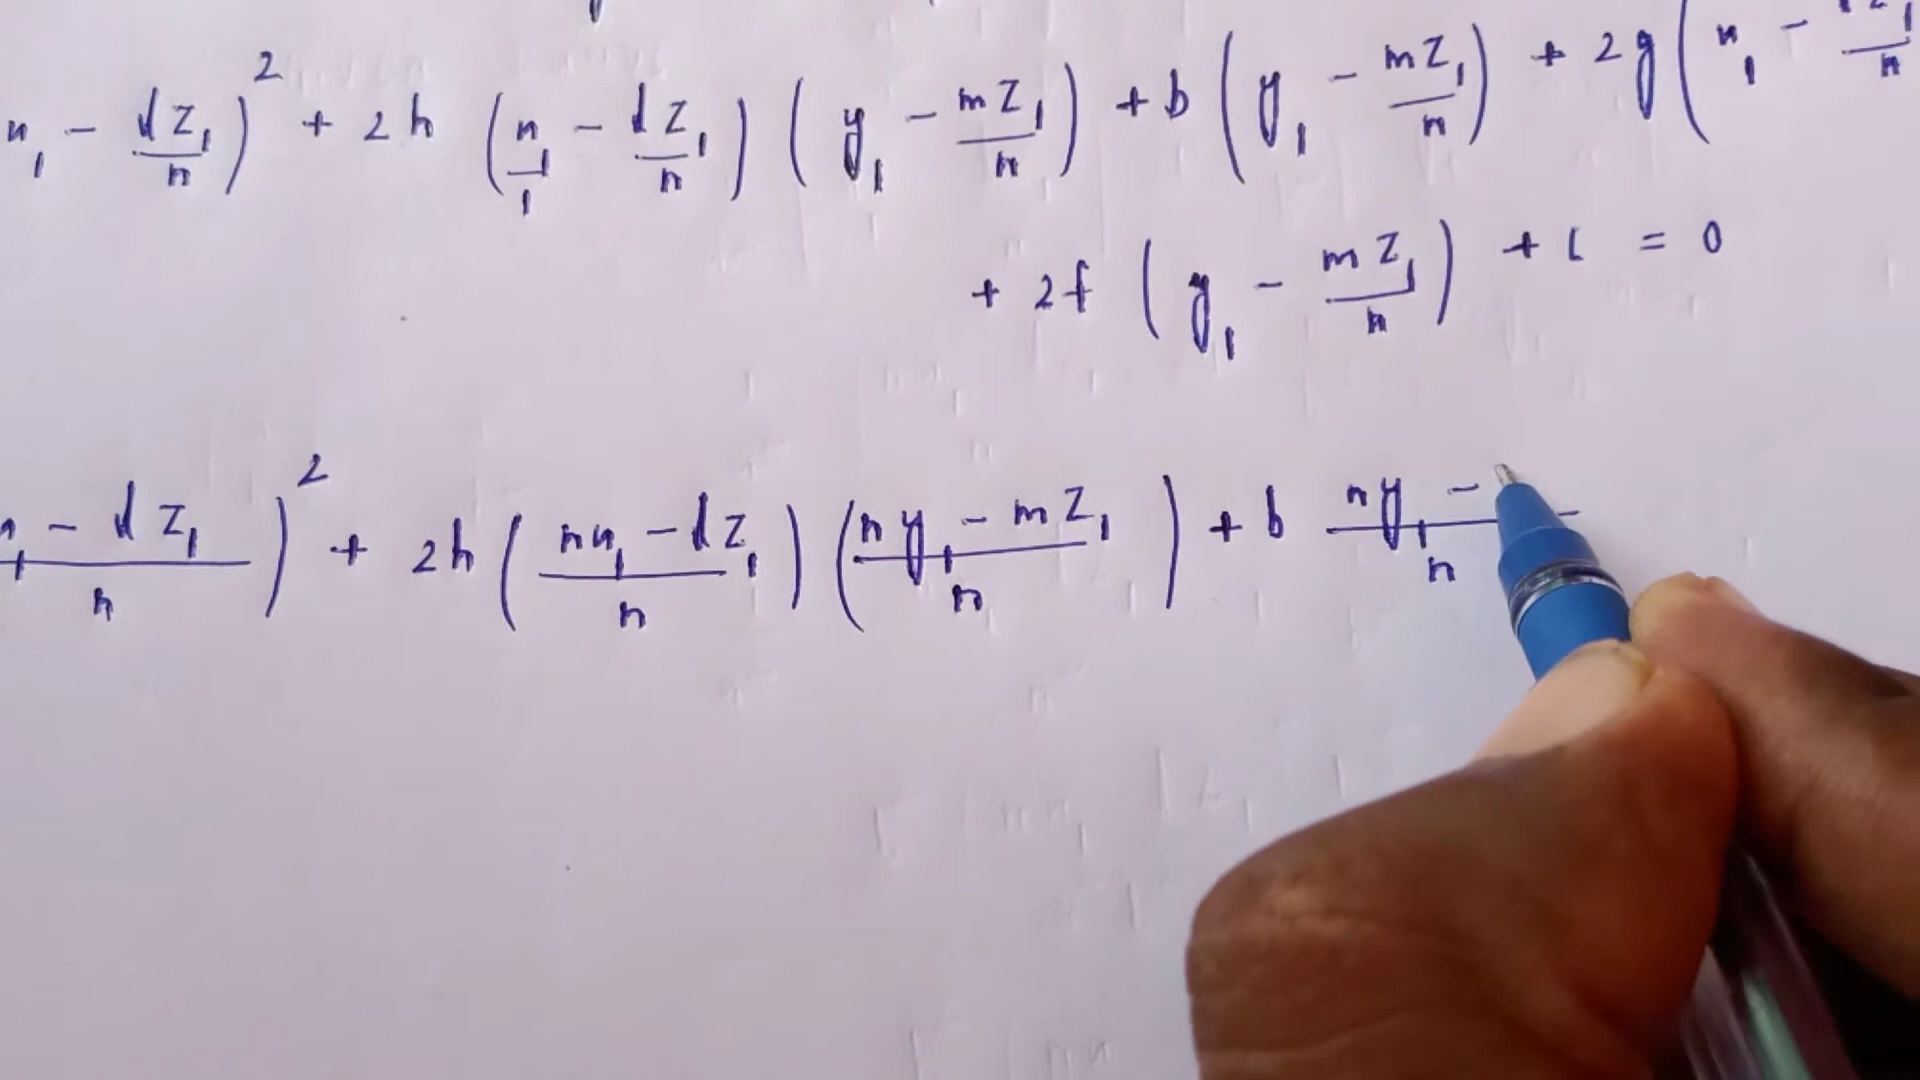 x₁ - lz₁/n)² + 2h (x₁/1 - lz₁/n) (y₁ - mz₁/n) + b (y₁ - mz₁/n) + 2g (x₁ -
+ 2f (y₁ - mz₁/n) + c = 0
- lz₁/n)² + 2h (nx₁ - lz₁/n) (ny₁ - mz₁/n) + b ny₁ -/n